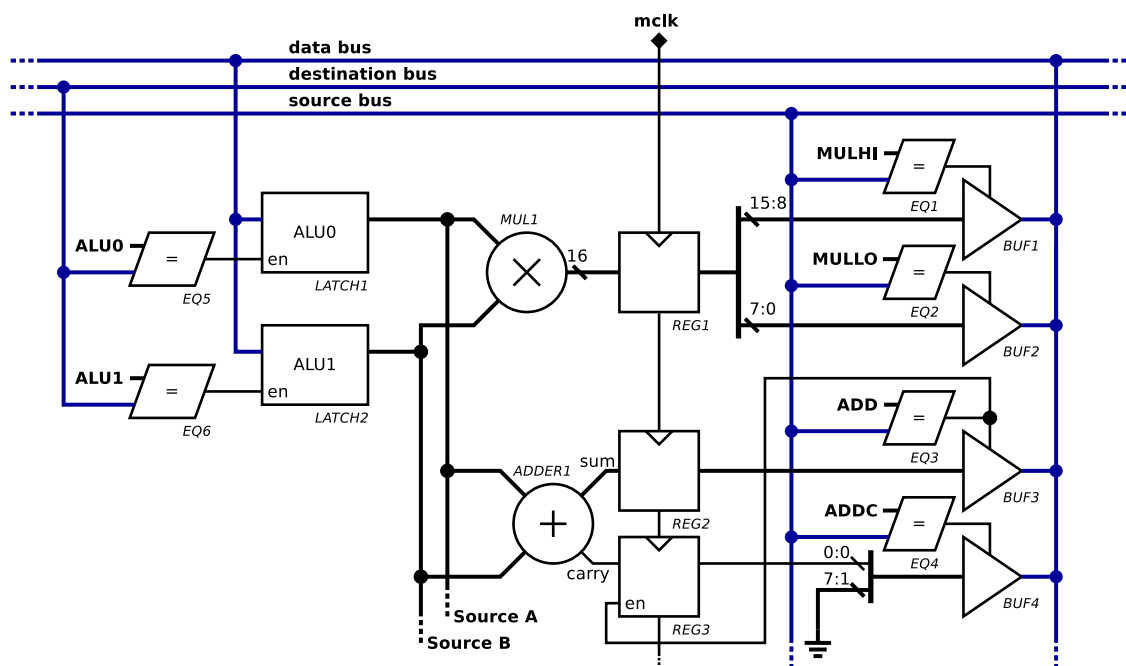 mclk
data bus
destination bus
source bus
MULHI
=
EQ1
15:8
BUF1
MUL1
ALU0
ALU0
=
en
EQ5
LATCH1
16
REG1
MULLO
=
EQ2
7:0
BUF2
ALU1
ALU1
=
en
EQ6
LATCH2
ADD
=
EQ3
BUF3
ADDER1
sum
+
carry
REG2
ADDC
=
EQ4
0:0
7:1
BUF4
en
REG3
Source A
Source B